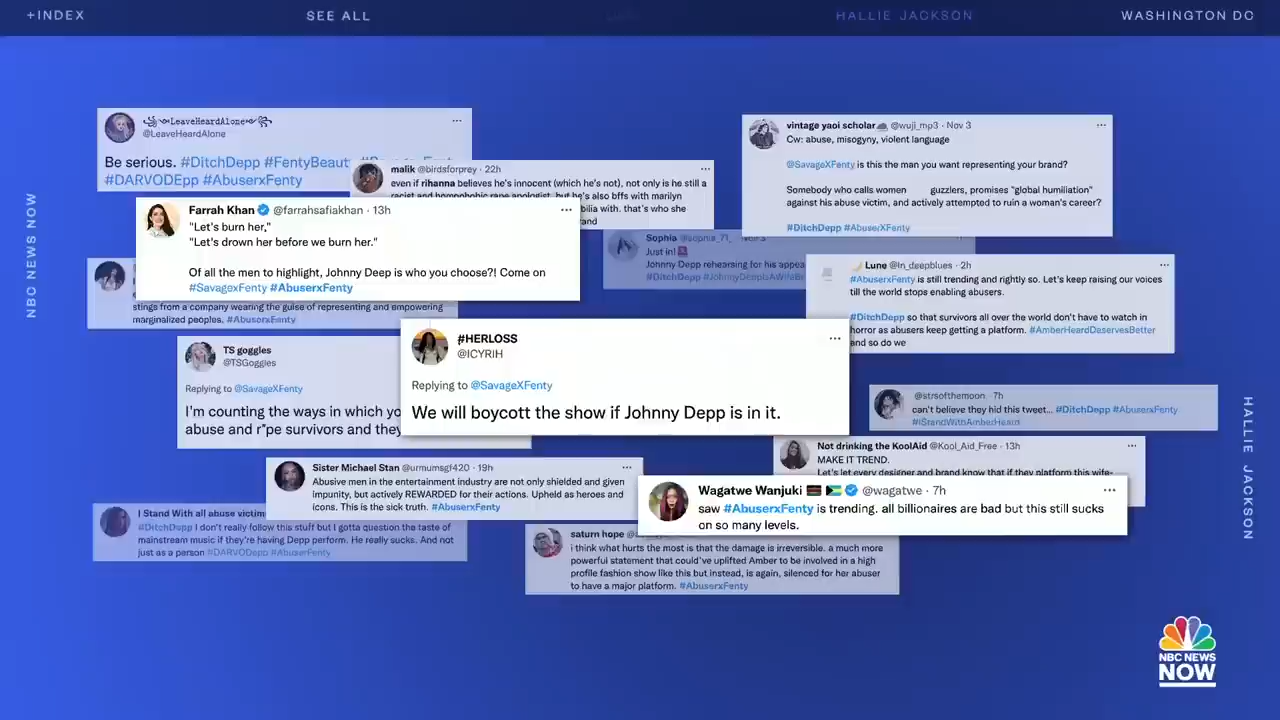 +INDEX
SEE ALL
HALLIE JACKSON
WASHINGTON DC
NBC NEWS NOW
LeaveHeardAlone
@LeaveHeardAlone
Be serious. #DitchDepp #FentyBeaut
#DARVODEpp #AbuserxFenty
malik @birdsforprey · 22h
even if rihanna believes he's innocent (which he's not), not only is he still a
racist and homophobic rape apologist, but he's also bffs with marilyn
bilia with. that's who she
Farrah Khan @farrahsafiakhan · 13h
"Let's burn her,"
"Let's drown her before we burn her."
Of all the men to highlight, Johnny Deep is who you choose?! Come on
#SavagexFenty #AbuserxFenty
vintage yaoi scholar @wuji_mp3 · Nov 3
Cw: abuse, misogyny, violent language
@SavageXFenty is this the man you want representing your brand?
Somebody who calls women guzzlers, promises "global humiliation"
against his abuse victim, and actively attempted to ruin a woman's career?
#DitchDepp #AbuserXFenty
Sophia @sophia_71_
Just in!
Johnny Depp rehearsing for his appea
#DitchDepp #JohnnyDeppIsAWifeBe
stings from a company wearing the guise of representing and empowering
marginalized peoples. #AbuserxFenty
Lune @ln_deepblues · 2h
#AbuserxFenty is still trending and rightly so. Let's keep raising our voices
till the world stops enabling abusers.
#DitchDepp so that survivors all over the world don't have to watch in
horror as abusers keep getting a platform. #AmberHeardDeservesBetter
and so do we
TS goggles
@TSGoggles
Replying to @SavageXFenty
I'm counting the ways in which yo
abuse and r*pe survivors and they
#HERLOSS
@ICYRIH
Replying to @SavageXFenty
We will boycott the show if Johnny Depp is in it.
@strsofthemoon · 7h
can't believe they hid this tweet... #DitchDepp #AbuserxFenty
#IStandWithAmberHeard
Not drinking the KoolAid @Kool_Aid_Free · 13h
MAKE IT TREND.
Let's let every designer and brand know that if they platform this wife-
Sister Michael Stan @urmumsgf420 · 19h
Abusive men in the entertainment industry are not only shielded and given
impunity, but actively REWARDED for their actions. Upheld as heroes and
icons. This is the sick truth. #AbuserxFenty
Wagatwe Wanjuki @wagatwe · 7h
saw #AbuserxFenty is trending. all billionaires are bad but this still sucks
on so many levels.
I Stand With all abuse victim
#DitchDepp I don't really follow this stuff but I gotta question the taste of
mainstream music if they're having Depp perform. He really sucks. And not
just as a person #DARVODepp #AbuserFenty
saturn hope
i think what hurts the most is that the damage is irreversible. a much more
powerful statement that could've uplifted Amber to be involved in a high
profile fashion show like this but instead, is again, silenced for her abuser
to have a major platform. #AbuserxFenty
HALLIE JACKSON
NBC NEWS
NOW